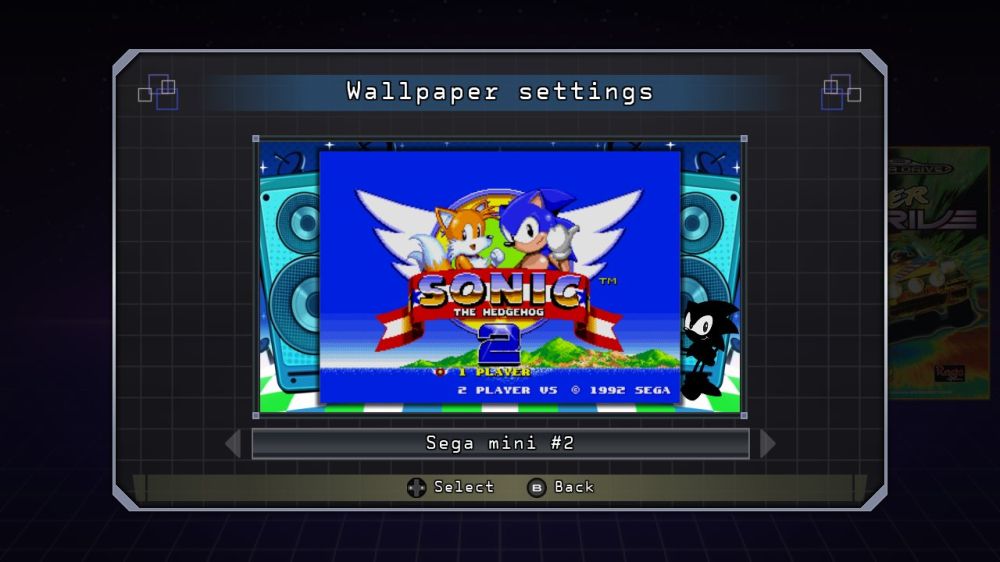 Wallpaper settings
SONIC
TM
THE HEDGEHOG
2
1 PLAYER
2 PLAYER VS © 1992 SEGA
Sega mini #2
Select
B Back